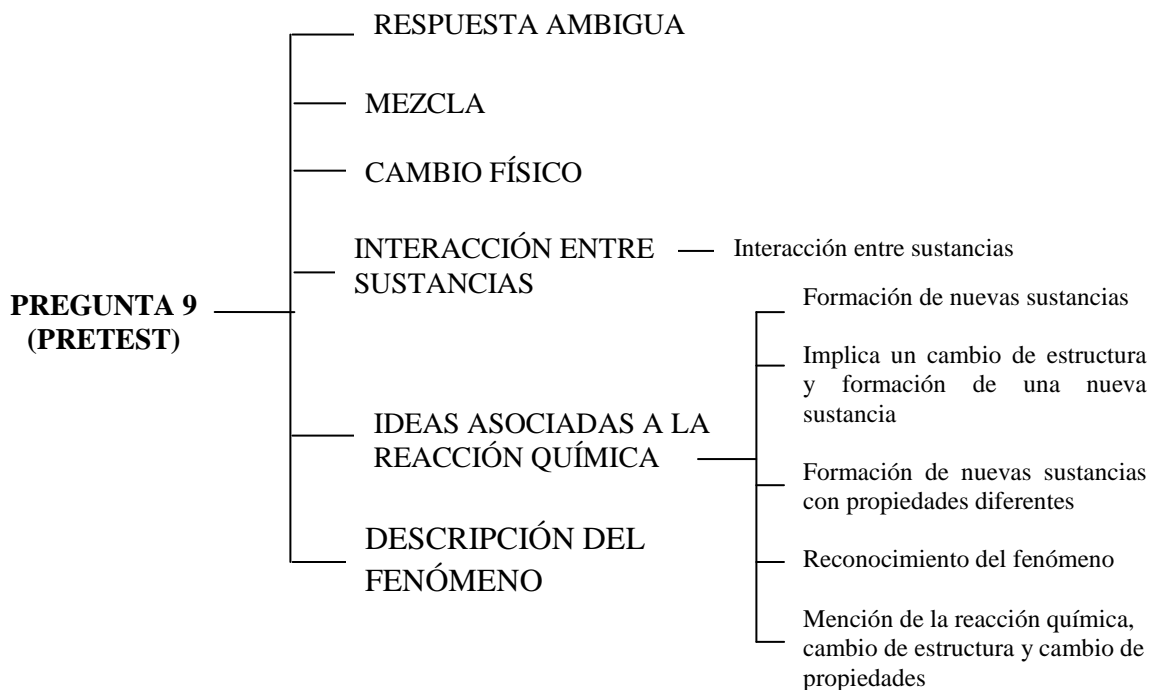 RESPUESTA AMBIGUA
MEZCLA
CAMBIO FÍSICO
INTERACCIÓN ENTRE
SUSTANCIAS
Interacción entre sustancias
PREGUNTA 9
(PRETEST)
IDEAS ASOCIADAS A LA
REACCIÓN QUÍMICA
Formación de nuevas sustancias
Implica un cambio de estructura
y formación de una nueva
sustancia
Formación de nuevas sustancias
con propiedades diferentes
Reconocimiento del fenómeno
Mención de la reacción química,
cambio de estructura y cambio de
propiedades
DESCRIPCIÓN DEL
FENÓMENO